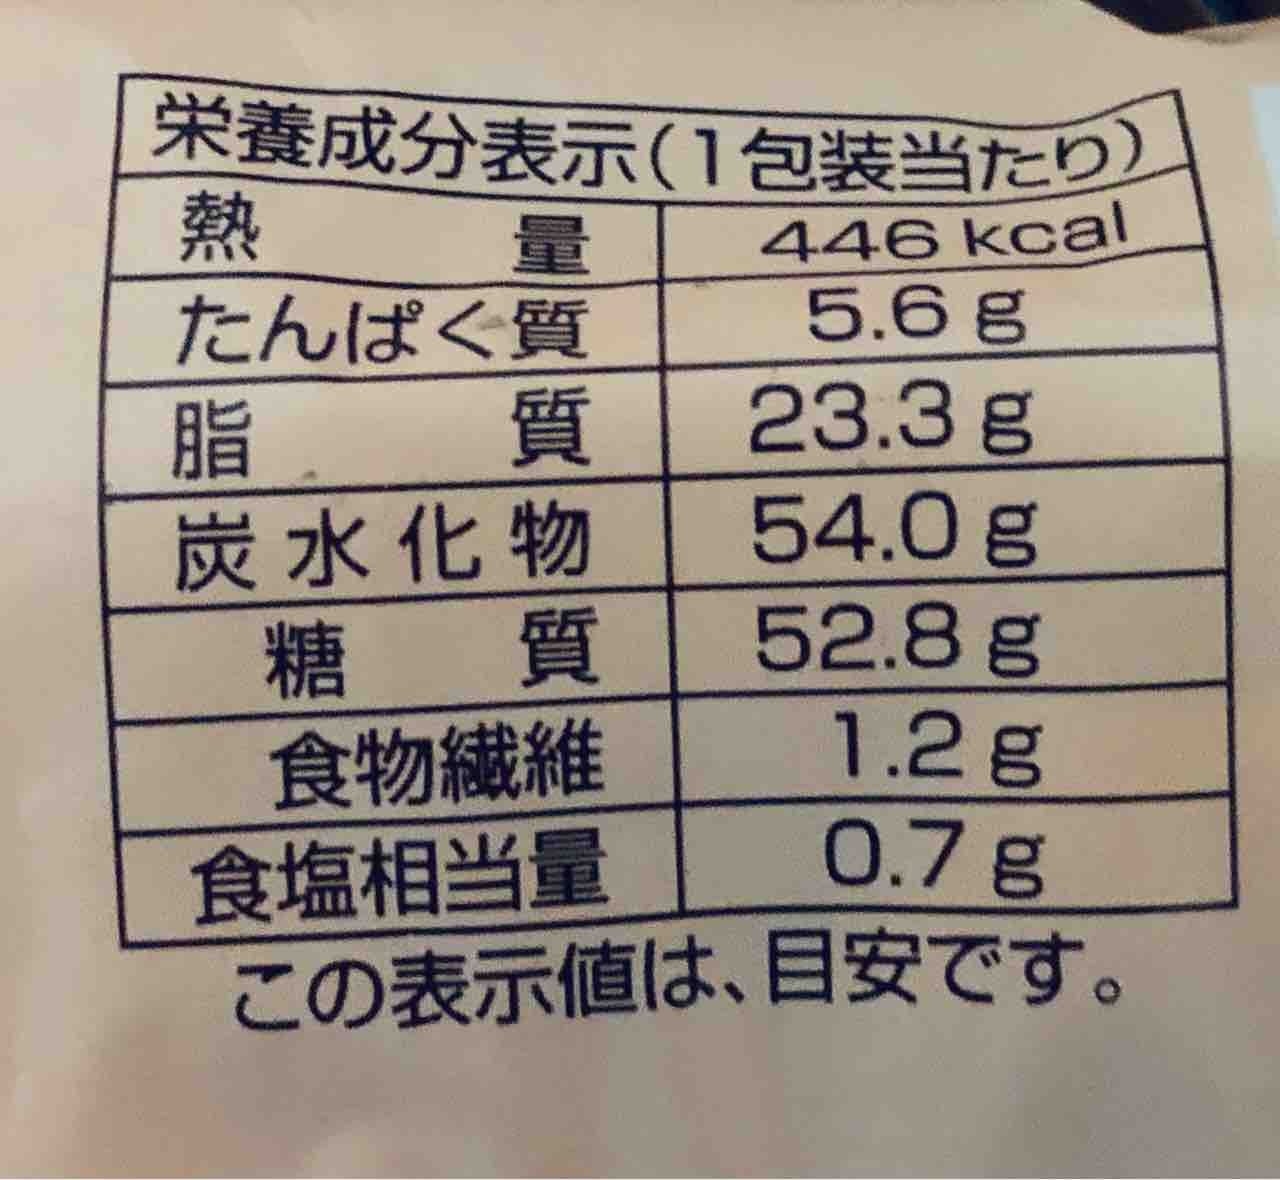 栄養成分表示(1包装当たり)
熱量 446 kcal
たんぱく質 5.6 g
脂質 23.3 g
炭水化物 54.0 g
糖質 52.8 g
食物繊維 1.2 g
食塩相当量 0.7 g
この表示値は、目安です。